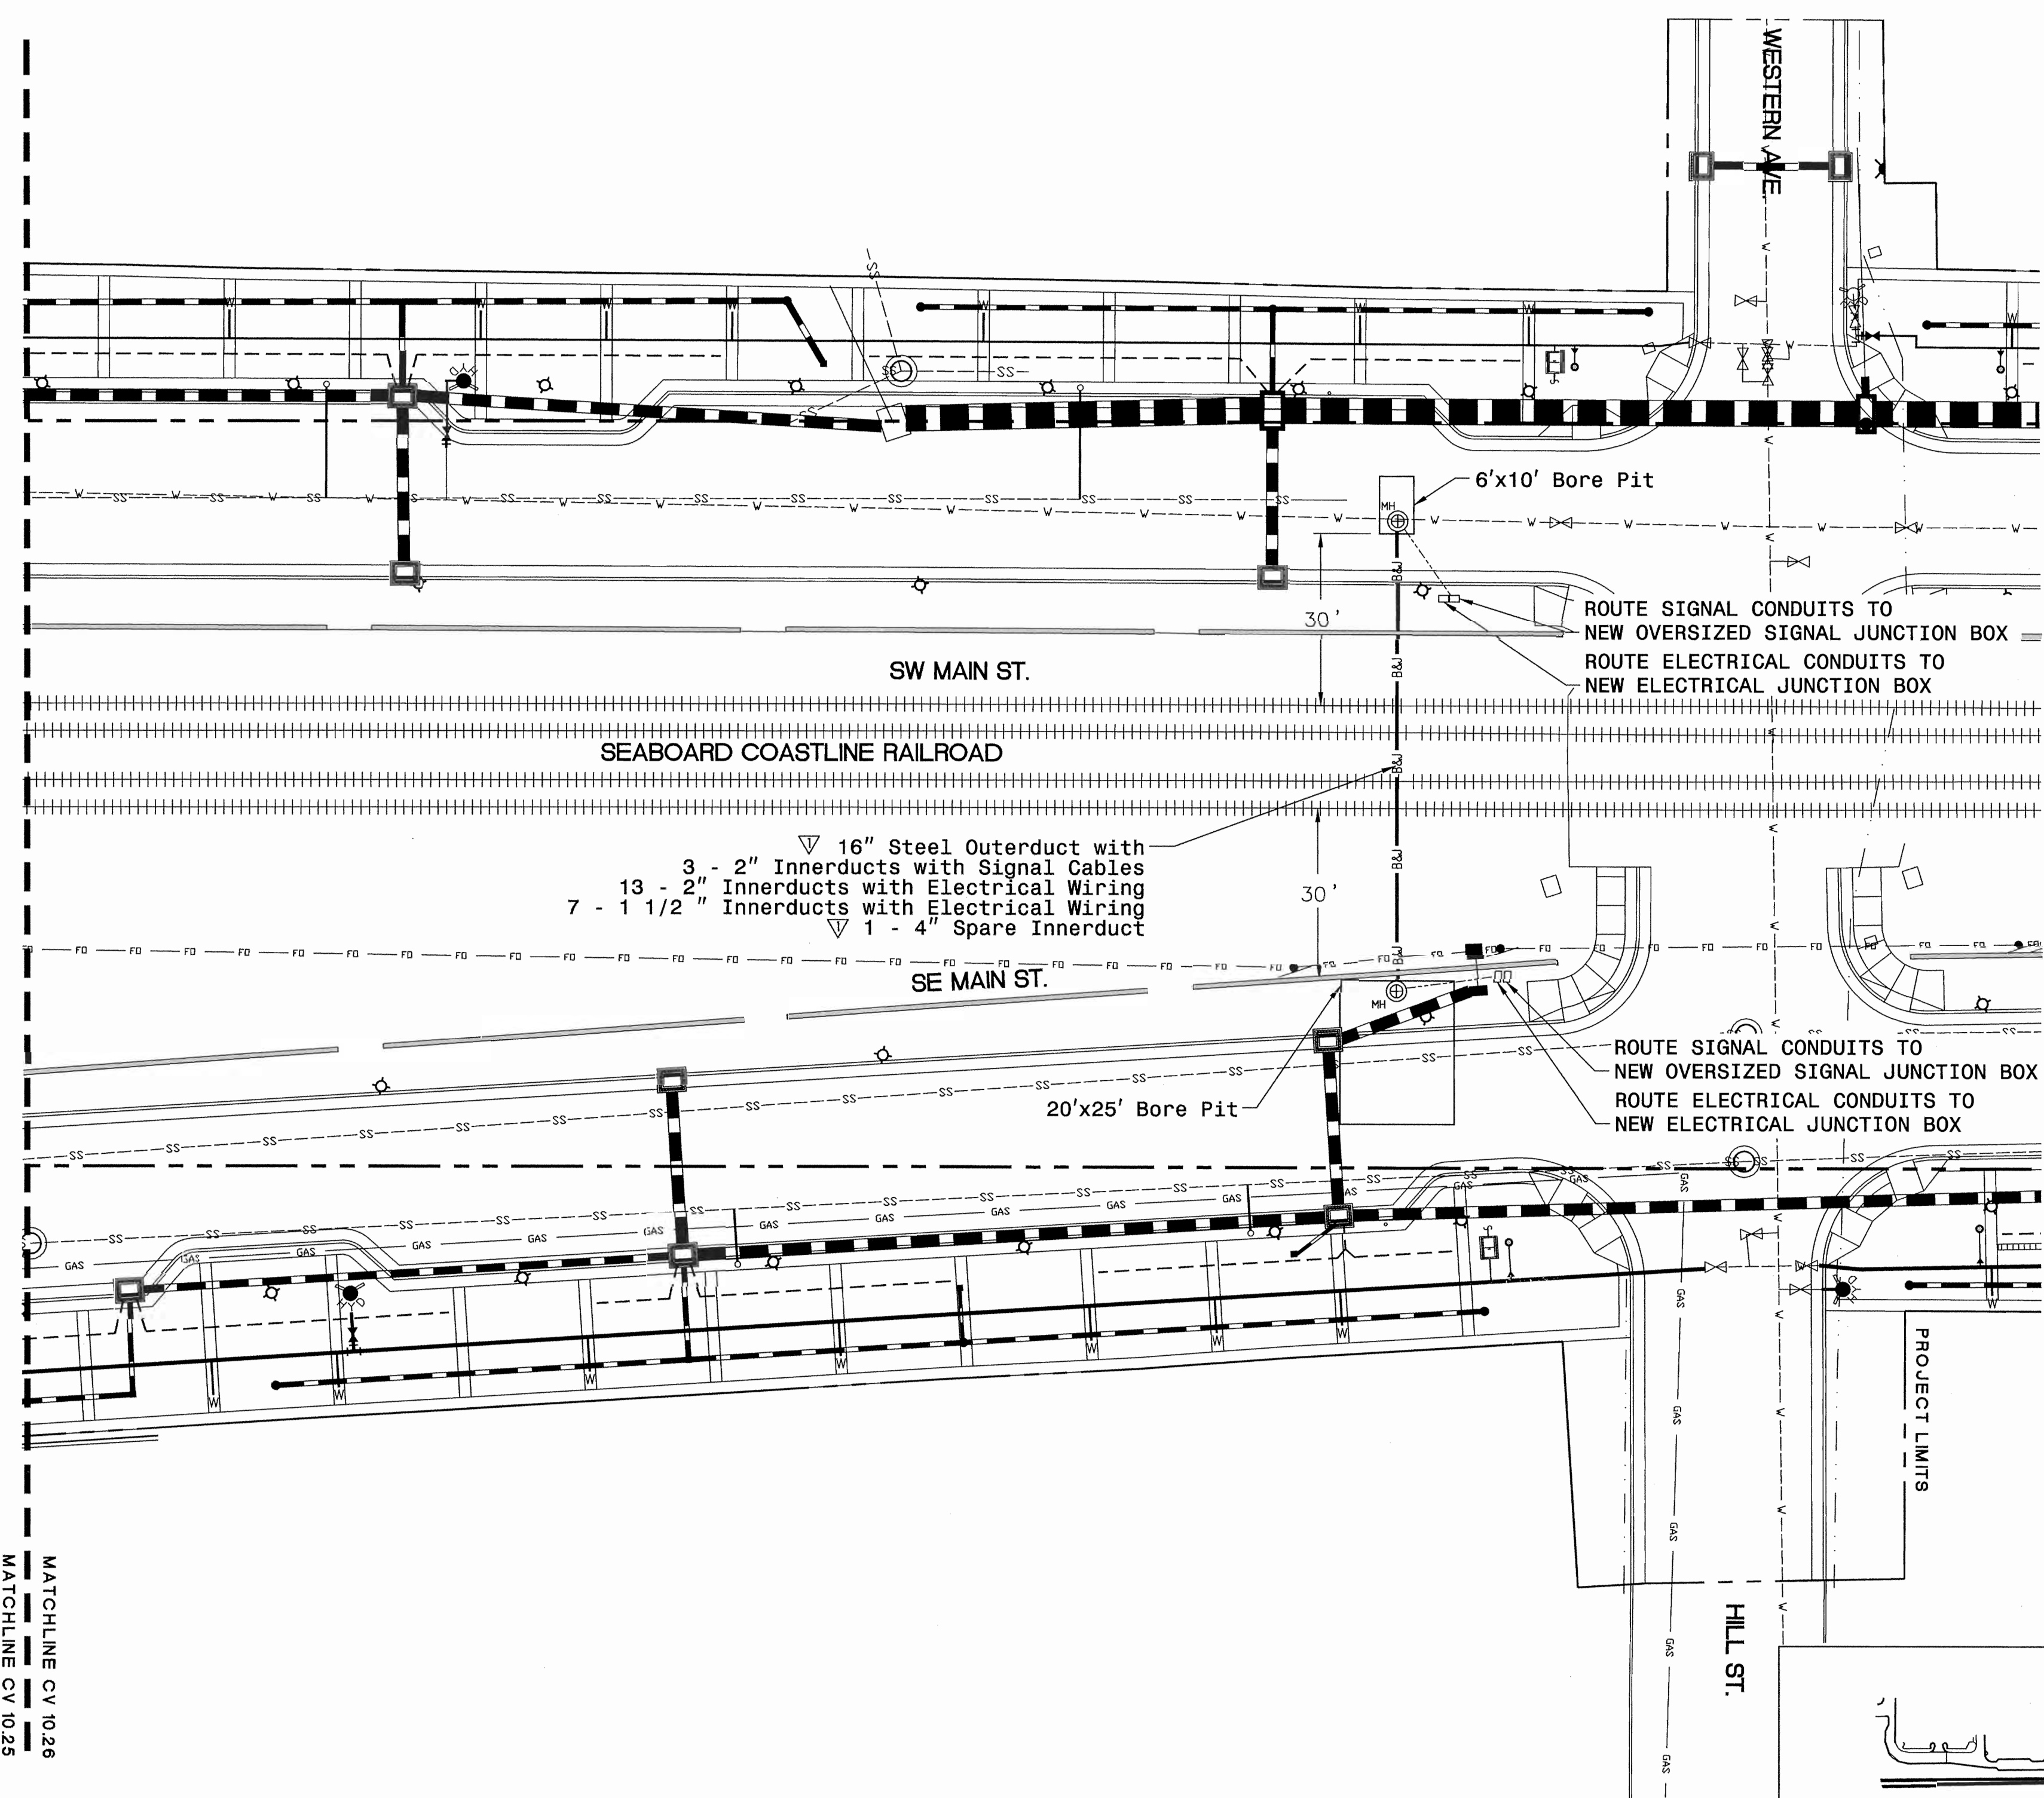 WESTERN AVE.
6'x10' Bore Pit
MH
30'
ROUTE SIGNAL CONDUITS TO
NEW OVERSIZED SIGNAL JUNCTION BOX
ROUTE ELECTRICAL CONDUITS TO
NEW ELECTRICAL JUNCTION BOX
SW MAIN ST.
SEABOARD COASTLINE RAILROAD
B&J
1 16" Steel Outerduct with
3 - 2" Innerducts with Signal Cables
13 - 2" Innerducts with Electrical Wiring
7 - 1 1/2 " Innerducts with Electrical Wiring
1 1 - 4" Spare Innerduct
30'
SE MAIN ST.
MH
ROUTE SIGNAL CONDUITS TO
NEW OVERSIZED SIGNAL JUNCTION BOX
20'x25' Bore Pit
ROUTE ELECTRICAL CONDUITS TO
NEW ELECTRICAL JUNCTION BOX
PROJECT LIMITS
HILL ST.
MATCHLINE CV 10.26
MATCHLINE CV 10.25